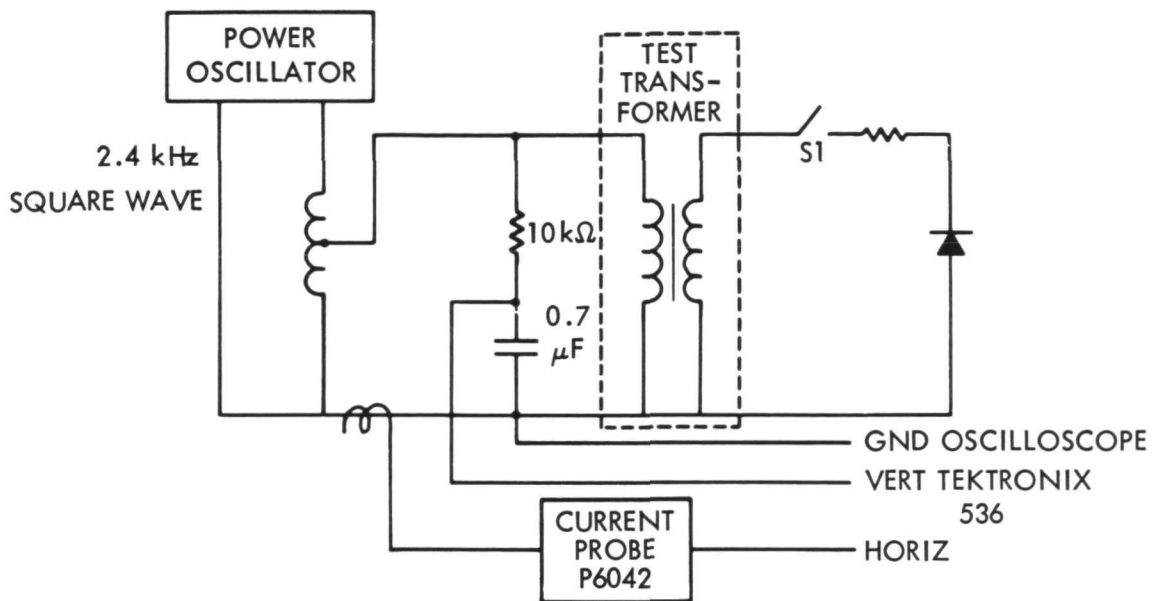 POWER
OSCILLATOR
TEST
TRANS-
FORMER
2.4 kHz
SQUARE WAVE
S1
10kΩ
0.7
μF
GND OSCILLOSCOPE
VERT TEKTRONIX
536
CURRENT
PROBE
P6042
HORIZ